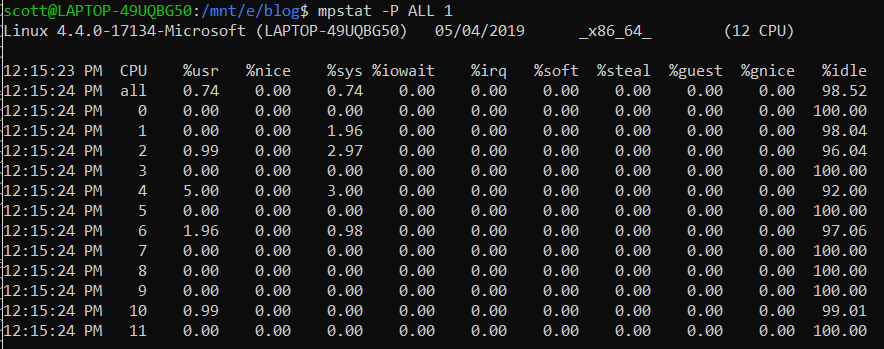 scott@LAPTOP-49UQBG50:/mnt/e/blog$ mpstat -P ALL 1
Linux 4.4.0-17134-Microsoft (LAPTOP-49UQBG50)   05/04/2019      _x86_64_        (12 CPU)

12:15:23 PM  CPU    %usr   %nice    %sys %iowait    %irq   %soft  %steal  %guest  %gnice   %idle
12:15:24 PM  all    0.74    0.00    0.74    0.00    0.00    0.00    0.00    0.00    0.00   98.52
12:15:24 PM    0    0.00    0.00    0.00    0.00    0.00    0.00    0.00    0.00    0.00  100.00
12:15:24 PM    1    0.00    0.00    1.96    0.00    0.00    0.00    0.00    0.00    0.00   98.04
12:15:24 PM    2    0.99    0.00    2.97    0.00    0.00    0.00    0.00    0.00    0.00   96.04
12:15:24 PM    3    0.00    0.00    0.00    0.00    0.00    0.00    0.00    0.00    0.00  100.00
12:15:24 PM    4    5.00    0.00    3.00    0.00    0.00    0.00    0.00    0.00    0.00   92.00
12:15:24 PM    5    0.00    0.00    0.00    0.00    0.00    0.00    0.00    0.00    0.00  100.00
12:15:24 PM    6    1.96    0.00    0.98    0.00    0.00    0.00    0.00    0.00    0.00   97.06
12:15:24 PM    7    0.00    0.00    0.00    0.00    0.00    0.00    0.00    0.00    0.00  100.00
12:15:24 PM    8    0.00    0.00    0.00    0.00    0.00    0.00    0.00    0.00    0.00  100.00
12:15:24 PM    9    0.00    0.00    0.00    0.00    0.00    0.00    0.00    0.00    0.00  100.00
12:15:24 PM   10    0.99    0.00    0.00    0.00    0.00    0.00    0.00    0.00    0.00   99.01
12:15:24 PM   11    0.00    0.00    0.00    0.00    0.00    0.00    0.00    0.00    0.00  100.00